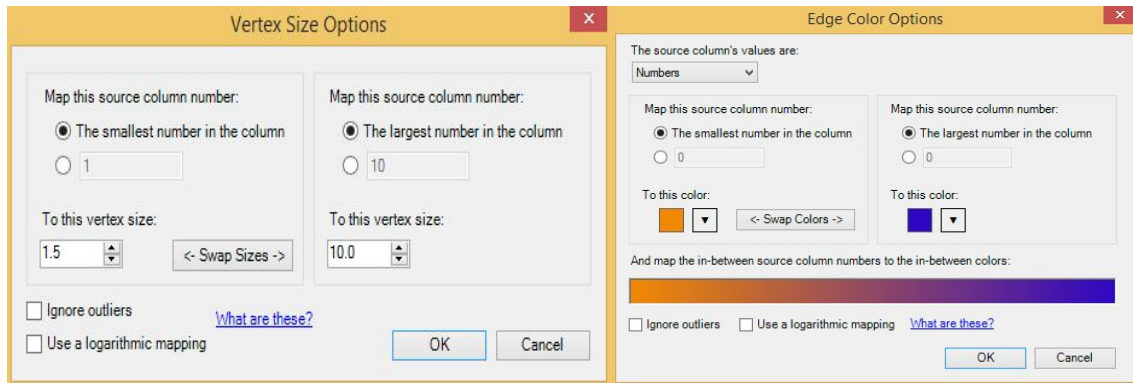 Vertex Size Options
X
Map this source column number:
The smallest number in the column
1
To this vertex size:
1.5
<- Swap Sizes ->
Map this source column number:
The largest number in the column
10
To this vertex size:
10.0
Ignore outliers
Use a logarithmic mapping
What are these?
OK
Cancel
Edge Color Options
X
The source column's values are:
Numbers
Map this source column number:
The smallest number in the column
0
To this color:
<- Swap Colors ->
Map this source column number:
The largest number in the column
0
To this color:
And map the in-between source column numbers to the in-between colors:
Ignore outliers
Use a logarithmic mapping
What are these?
OK
Cancel